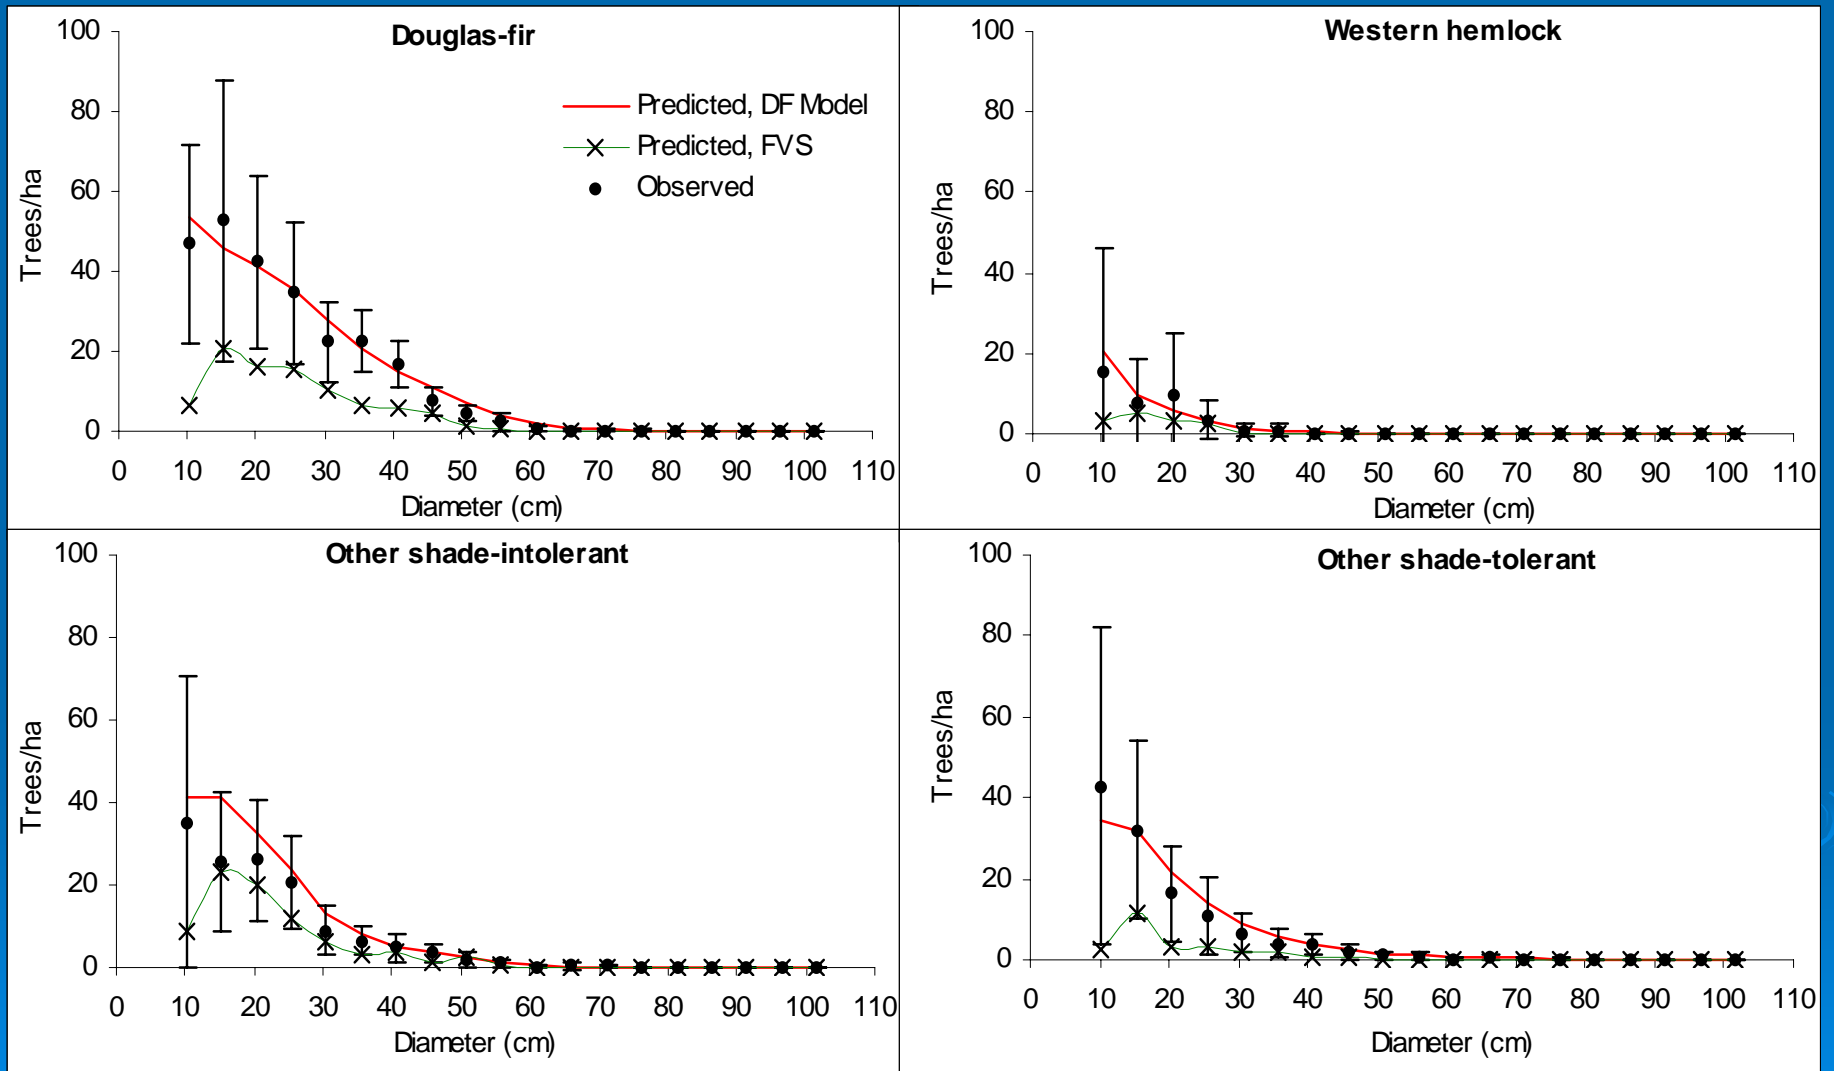 Douglas-fir
100
80
60
40
20
0
Trees/ha
Predicted, DF Model
Predicted, FVS
Observed
0 10 20 30 40 50 60 70 80 90 100 110
Diameter (cm)
Western hemlock
100
80
60
40
20
0
Trees/ha
0 10 20 30 40 50 60 70 80 90 100 110
Diameter (cm)
Other shade-intolerant
100
80
60
40
20
0
Trees/ha
0 10 20 30 40 50 60 70 80 90 100 110
Diameter (cm)
Other shade-tolerant
100
80
60
40
20
0
Trees/ha
0 10 20 30 40 50 60 70 80 90 100 110
Diameter (cm)